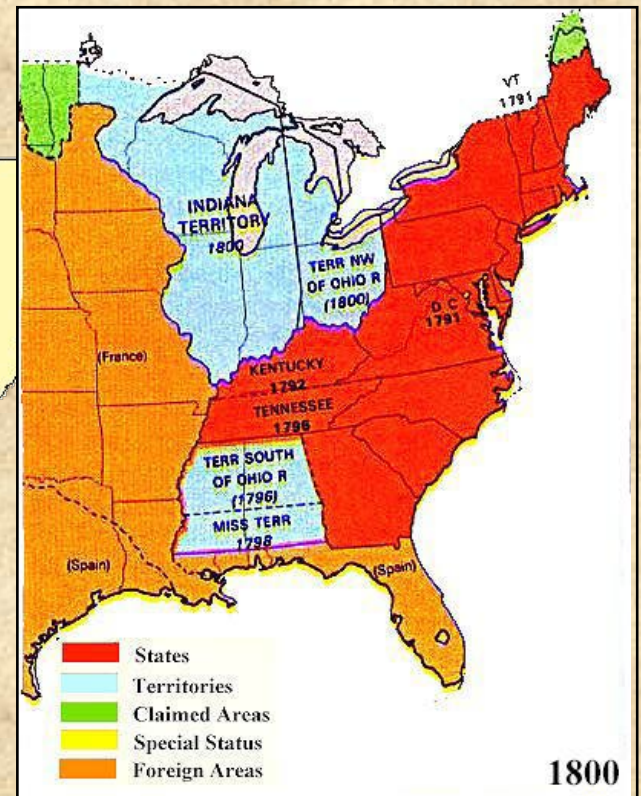 VT
1791
INDIANA
TERRITORY
1800
TERR NW
OF OHIO R
(1800)
D C
1791
(France)
KENTUCKY
1792
TENNESSEE
1796
TERR SOUTH
OF OHIO R
(1796)
MISS TERR
1798
(Spain)
(Spain)
States
Territories
Claimed Areas
Special Status
Foreign Areas
1800